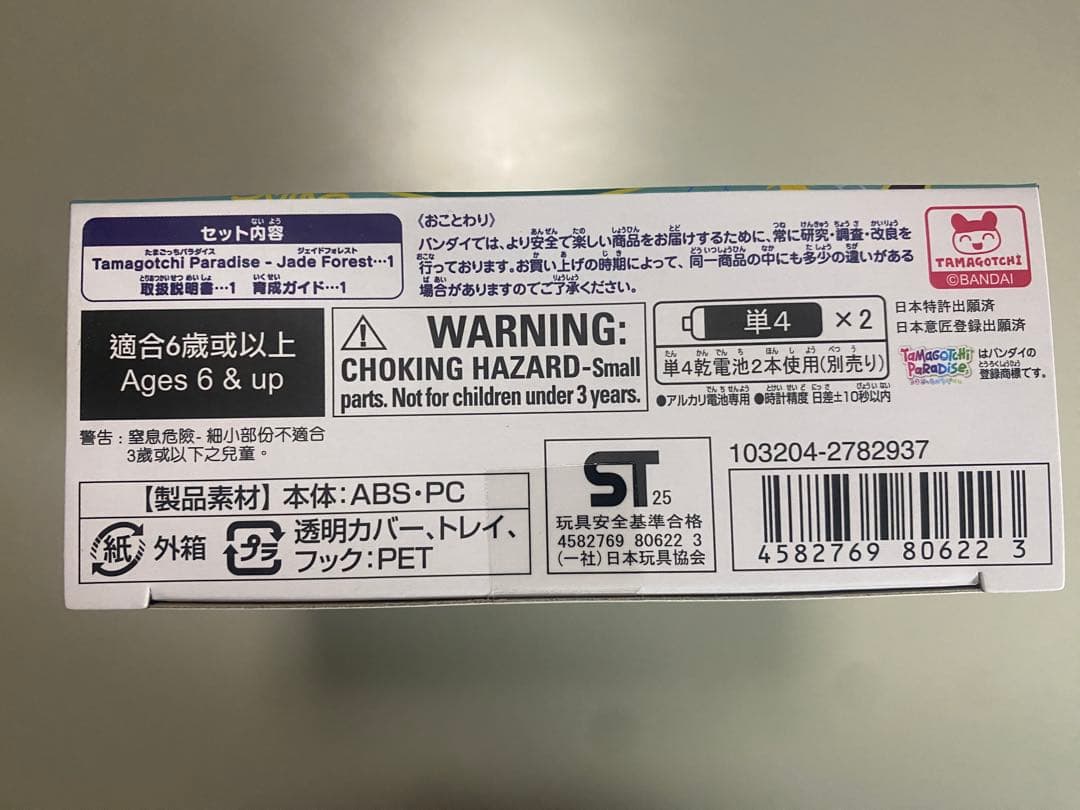 セット内容
Tamagotchi Paradise - Jade Forest…1
取扱説明書…1 育成ガイド…1
〈おことわり〉
バンダイでは、より安全で楽しい商品をお届けするために、常に研究・調査・改良を
行っております。お買い上げの時期によって、同一商品の中にも多少の違いがある
場合がありますのでご了承ください。
TAMAGOTCHI
©BANDAI
適合6歲或以上
Ages 6 & up
WARNING:
CHOKING HAZARD-Small
parts. Not for children under 3 years.
単4 ×2
単4乾電池2本使用(別売り)
●アルカリ電池専用 ●時計精度 日差±10秒以内
日本特許出願済
日本意匠登録出願済
TAMAGOTCHI PARADISE はバンダイの
登録商標です。
警告 : 窒息危險- 細小部份不適合
3歲或以下之兒童。
【製品素材】本体:ABS・PC
紙 外箱
プラ 透明カバー、トレイ、
フック:PET
ST 25
玩具安全基準合格
4582769 80622 3
(一社)日本玩具協会
103204-2782937
4582769 80622 3